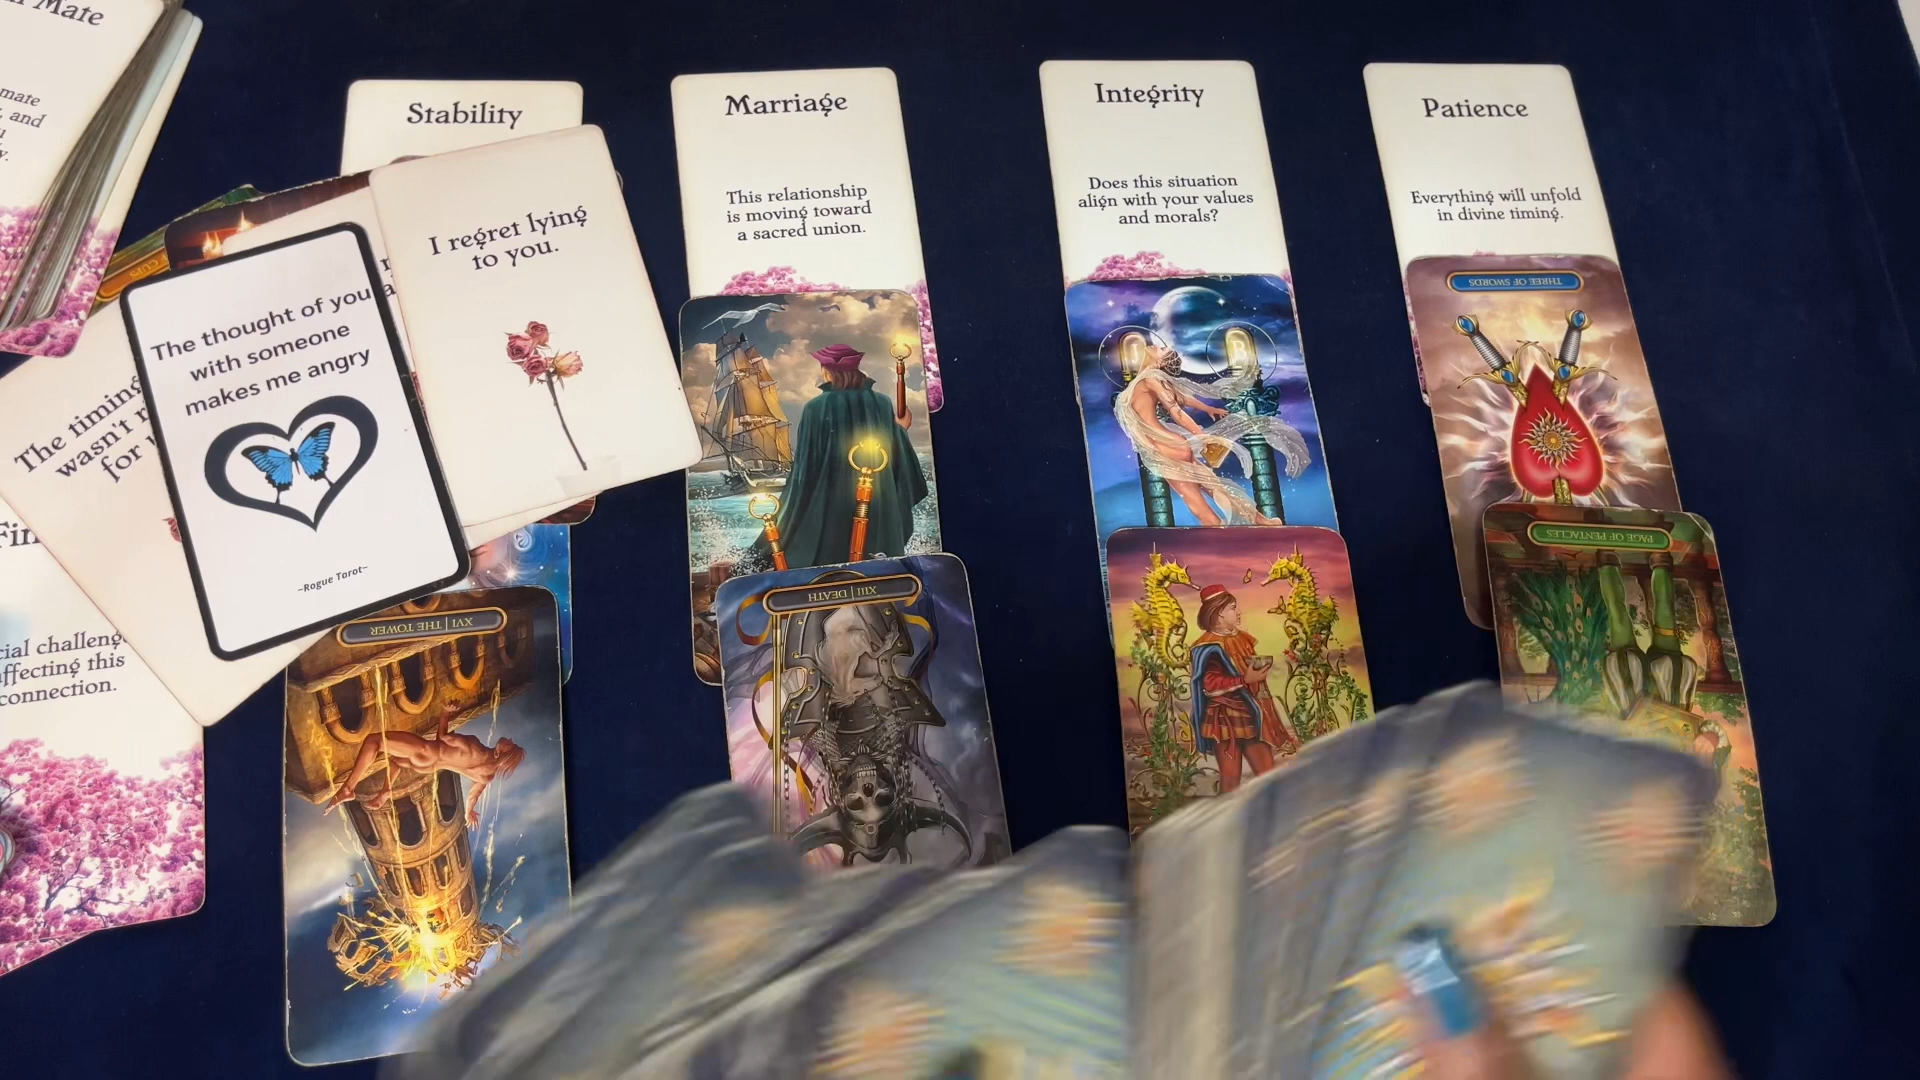 Mate
mate
and
y.
Stability
Marriage
This relationship
is moving toward
a sacred union.
Integrity
Does this situation
align with your values
and morals?
Patience
Everything will unfold
in divine timing.
I regret lying
to you.
The thought of you
with someone
makes me angry
~Rogue Torot~
The timing
wasn't
for
CUPS
Fin
cial challeng
ffecting this
connection.
J
B
THREE OF SWORDS
PAGE OF PENTACLES
XIII | DEATH
XVI | THE TOWER